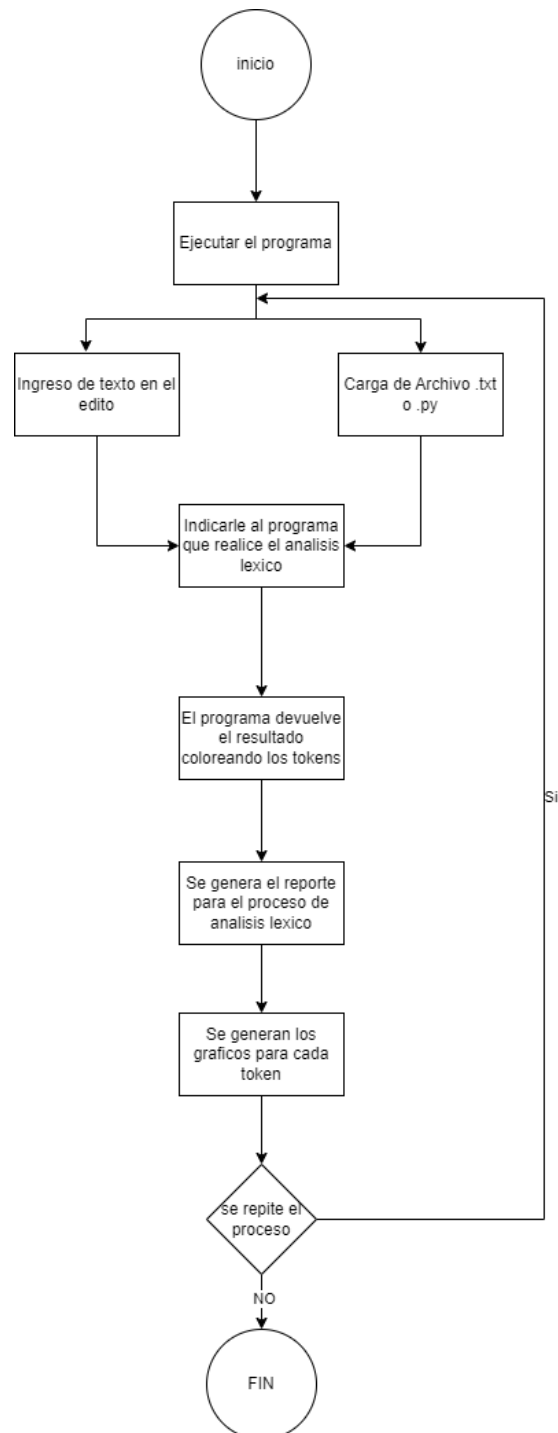 inicio
Ejecutar el programa
Ingreso de texto en el
edito
Carga de Archivo .txt
o .py
Indicarle al programa
que realice el analisis
lexico
El programa devuelve
el resultado
coloreando los tokens
Si
Se genera el reporte
para el proceso de
analisis lexico
Se generan los
graficos para cada
token
se repite el
proceso
NO
FIN